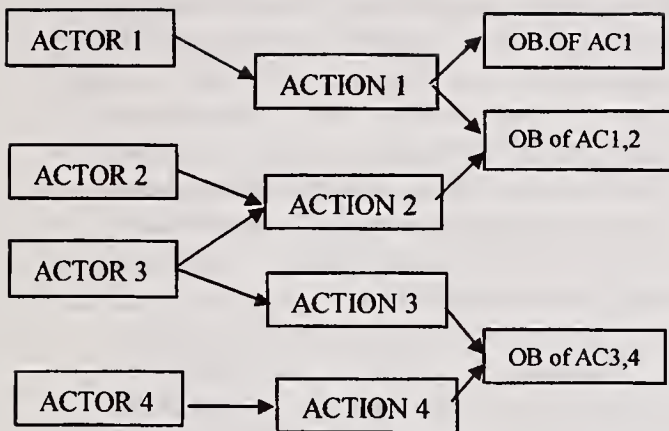 ACTOR 1
ACTION 1
OB.OF AC1
OB of AC1,2
ACTOR 2
ACTION 2
ACTOR 3
ACTION 3
OB of AC3,4
ACTOR 4
ACTION 4